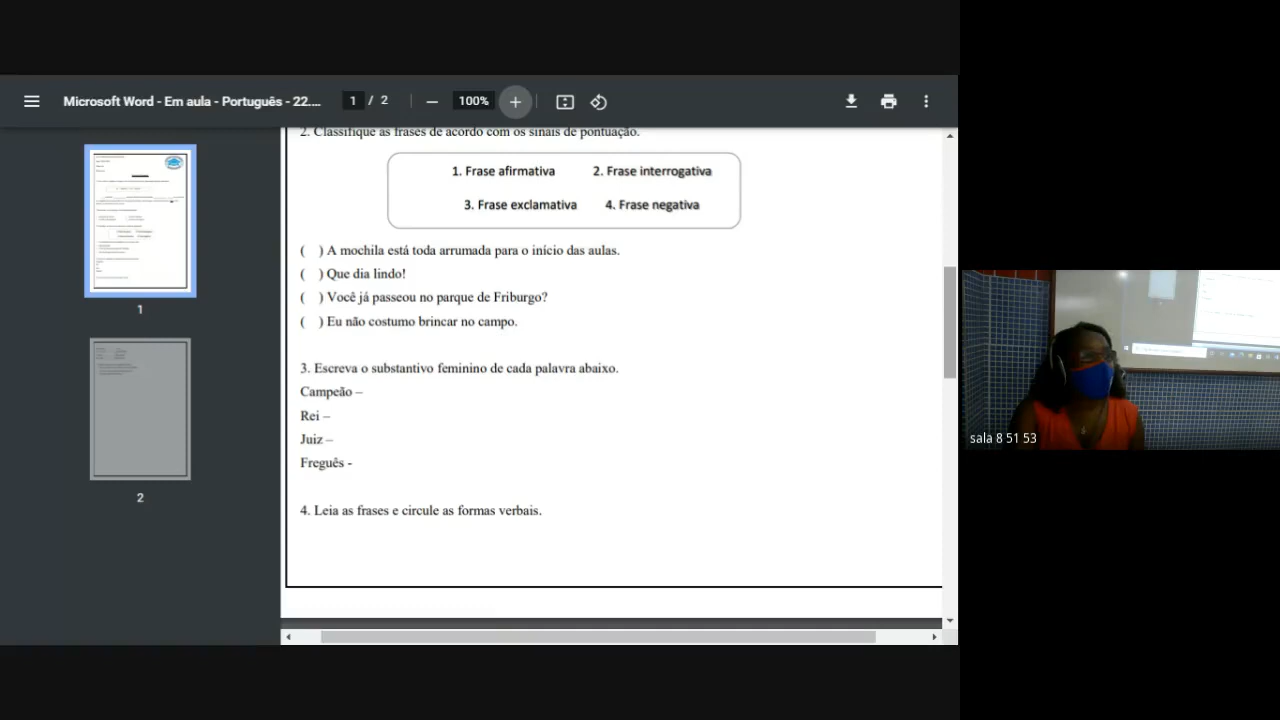 Microsoft Word - Em aula - Português - 22....
1 / 2
100%
2. Classifique as frases de acordo com os sinais de pontuação.
1. Frase afirmativa 2. Frase interrogativa
3. Frase exclamativa 4. Frase negativa
( ) A mochila está toda arrumada para o início das aulas.
( ) Que dia lindo!
( ) Você já passeou no parque de Friburgo?
( ) Eu não costumo brincar no campo.
3. Escreva o substantivo feminino de cada palavra abaixo.
Campeão –
Rei –
Juiz –
Freguês -
4. Leia as frases e circule as formas verbais.
1
2
sala 8 51 53